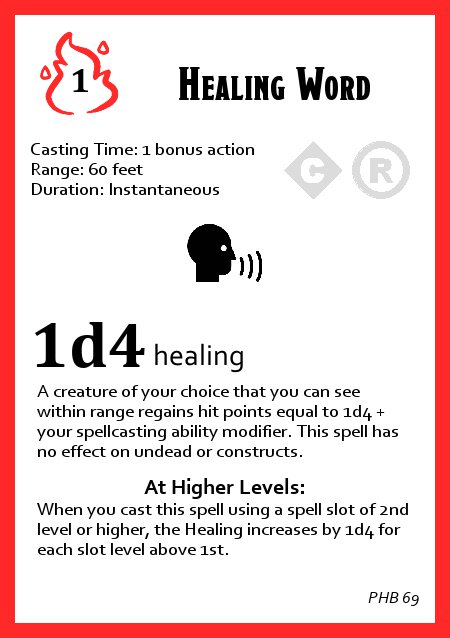 1
Healing Word
Casting Time: 1 bonus action
Range: 60 feet
Duration: Instantaneous
C R
1d4 healing
A creature of your choice that you can see
within range regains hit points equal to 1d4 +
your spellcasting ability modifier. This spell has
no effect on undead or constructs.
At Higher Levels:
When you cast this spell using a spell slot of 2nd
level or higher, the Healing increases by 1d4 for
each slot level above 1st.
PHB 69